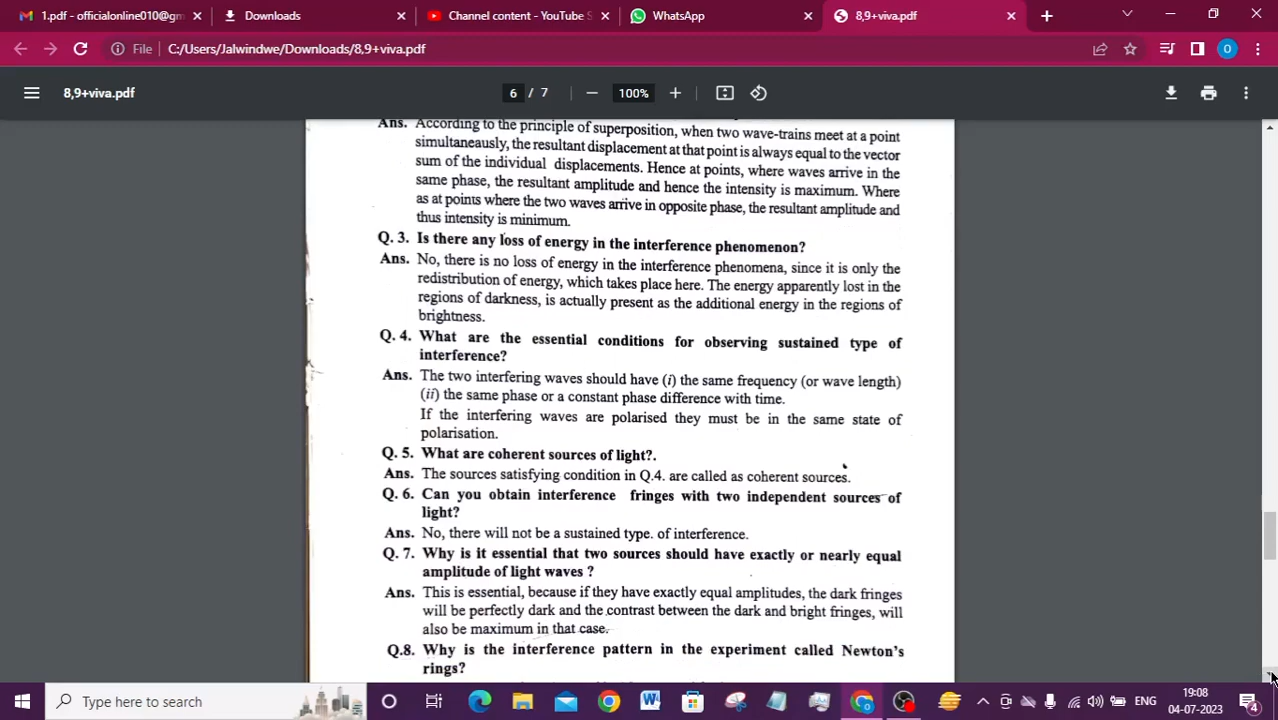 1.pdf - officialonline010@gm
Downloads
Channel content - YouTube S
WhatsApp
8,9+viva.pdf
File C:/Users/Jalwindwe/Downloads/8,9+viva.pdf
O
8,9+viva.pdf
6 / 7
100%
Ans. According to the principle of superposition, when two wave-trains meet at a point
simultaneausly, the resultant displacement at that point is always equal to the vector
sum of the individual displacements. Hence at points, where waves arrive in the
same phase, the resultant amplitude and hence the intensity is maximum. Where
as at points where the two waves arrive in opposite phase, the resultant amplitude and
thus intensity is minimum.
Q. 3. Is there any loss of energy in the interference phenomenon?
Ans. No, there is no loss of energy in the interference phenomena, since it is only the
redistribution of energy, which takes place here. The energy apparently lost in the
regions of darkness, is actually present as the additional energy in the regions of
brightness.
Q. 4. What are the essential conditions for observing sustained type of
interference?
Ans. The two interfering waves should have (i) the same frequency (or wave length)
(ii) the same phase or a constant phase difference with time.
If the interfering waves are polarised they must be in the same state of
polarisation.
Q. 5. What are coherent sources of light?.
Ans. The sources satisfying condition in Q.4. are called as coherent sources.
Q. 6. Can you obtain interference fringes with two independent sources of
light?
Ans. No, there will not be a sustained type. of interference.
Q. 7. Why is it essential that two sources should have exactly or nearly equal
amplitude of light waves ?
Ans. This is essential, because if they have exactly equal amplitudes, the dark fringes
will be perfectly dark and the contrast between the dark and bright fringes, will
also be maximum in that case.
Q.8. Why is the interference pattern in the experiment called Newton's
rings?
Type here to search
ENG
19:08
04-07-2023
4